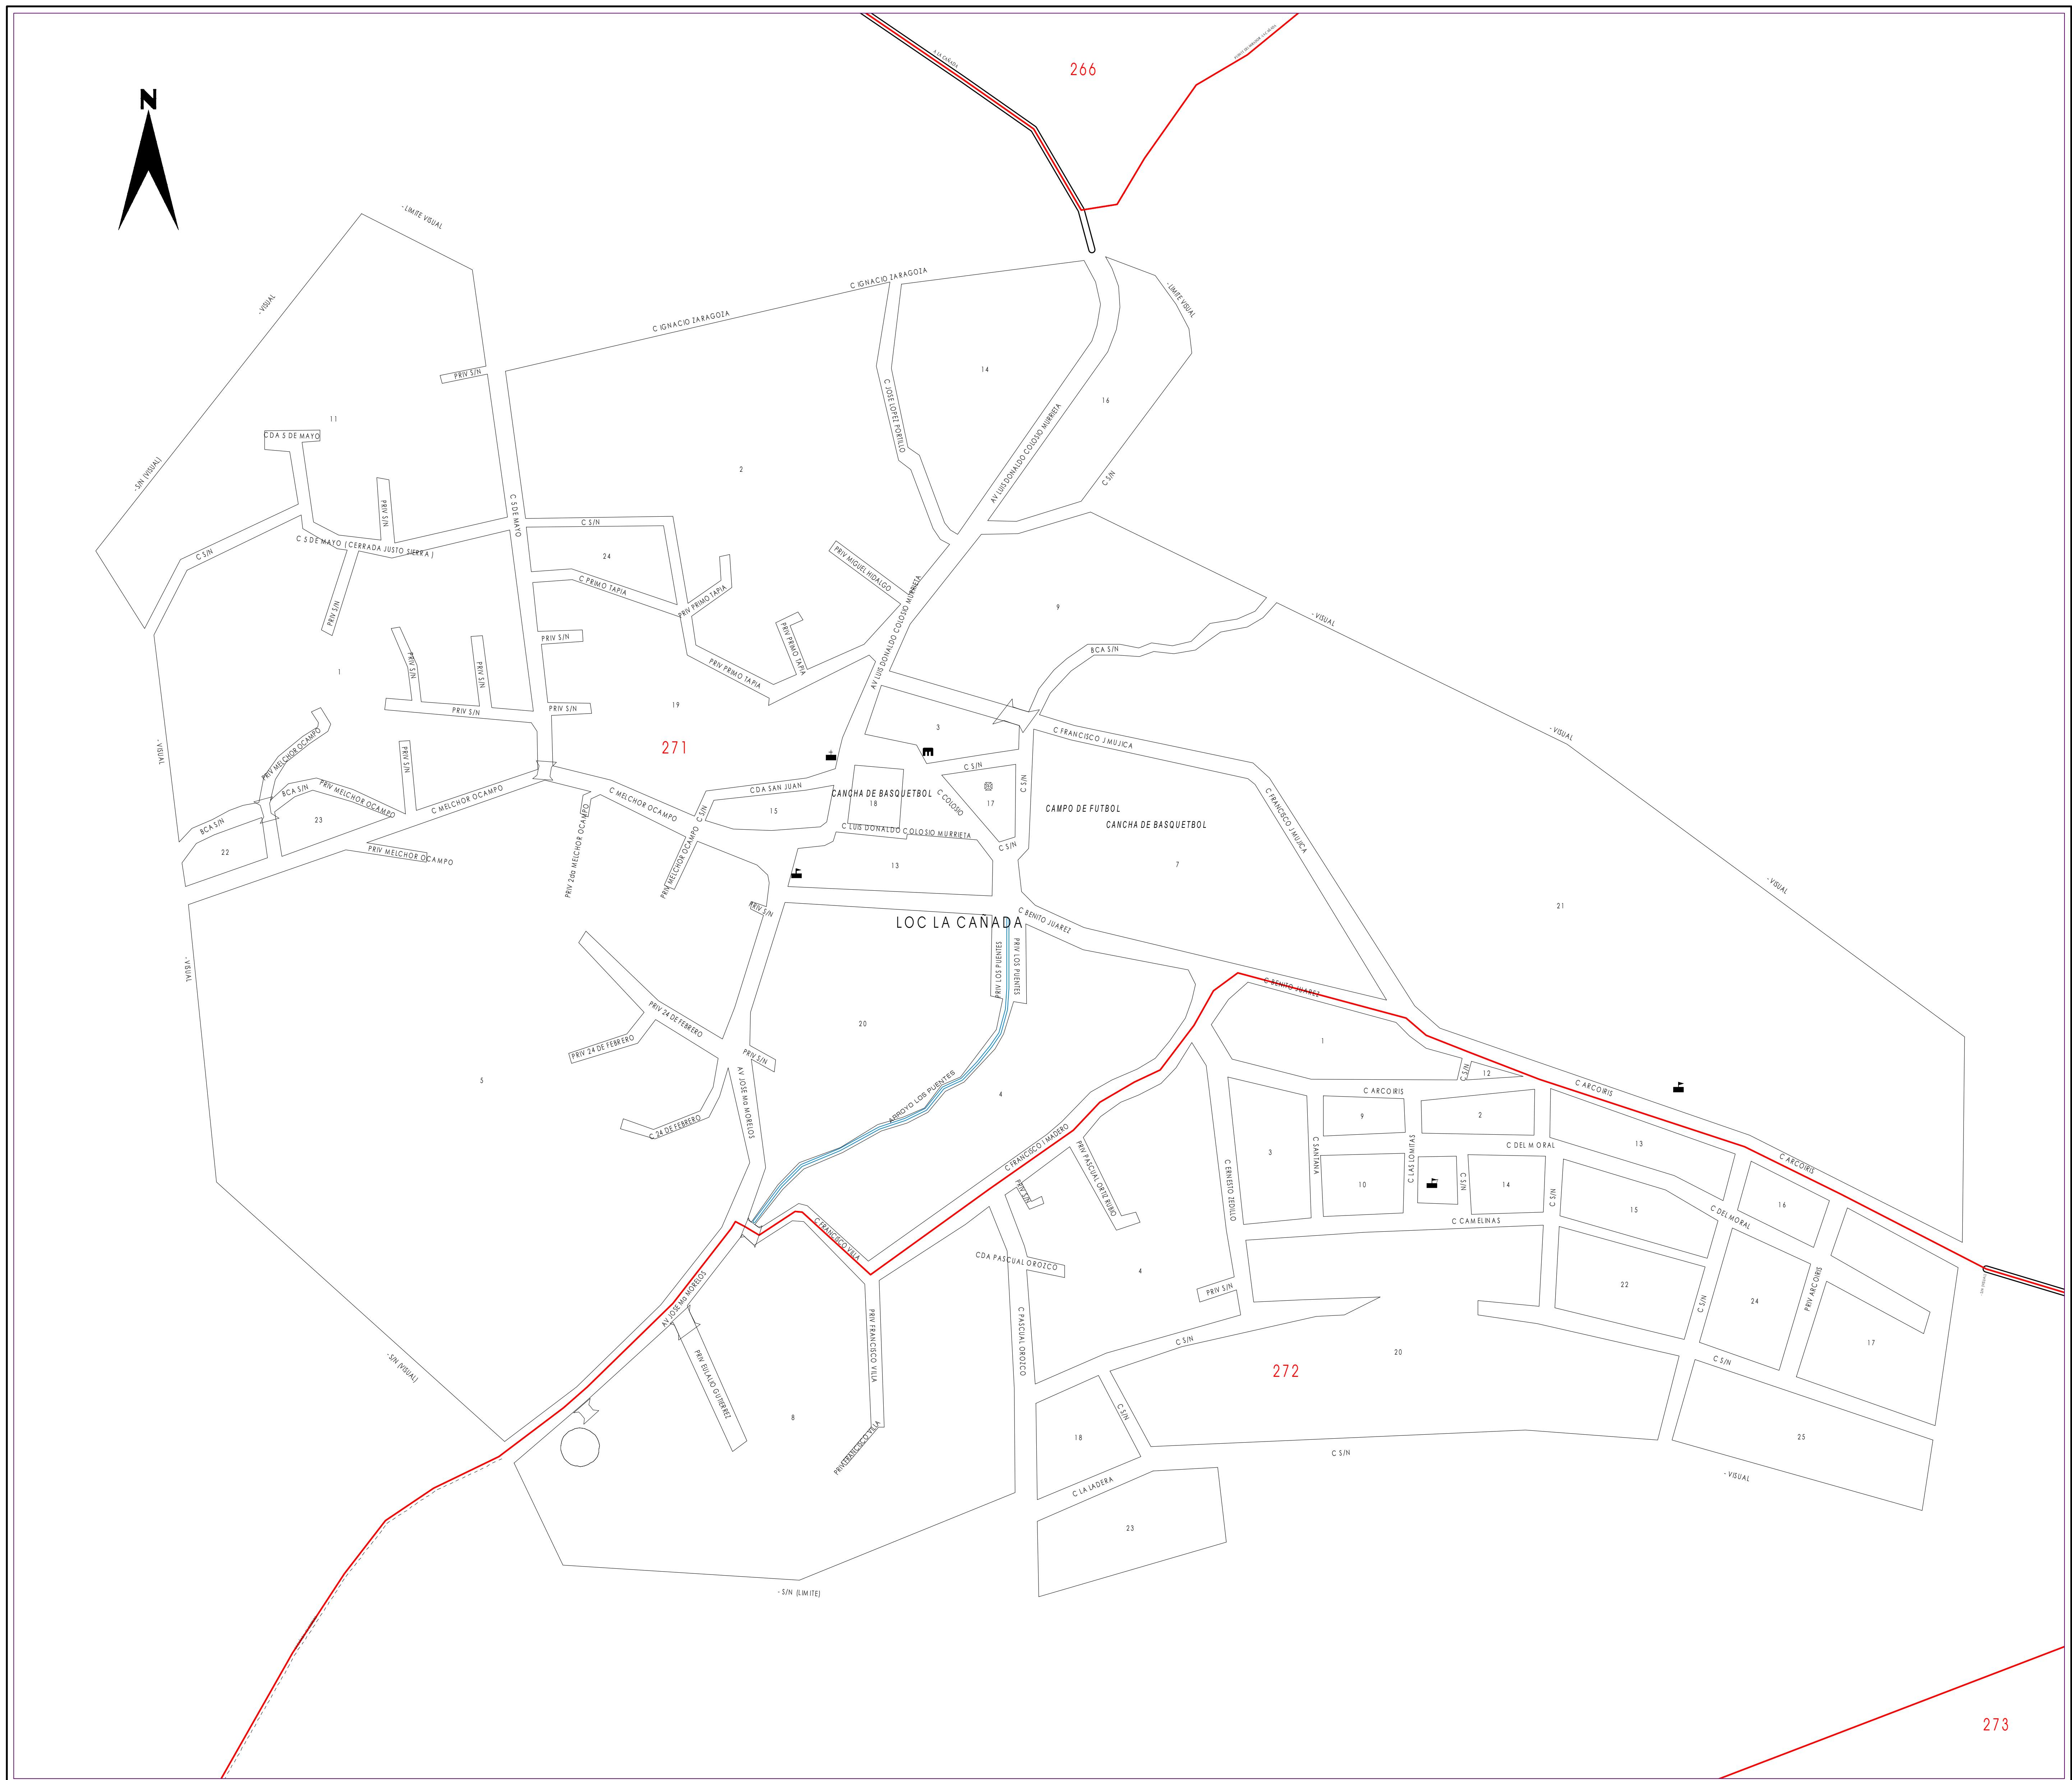 A LA CAÑADA
266
N
- LIMITE VISUAL
C IGNACIO ZARAGOZA
- VISUAL
- LIMITE VISUAL
C IGNACIO ZARAGOZA
PRIV S/N
14
C JOSE LOPEZ PORTILLO
16
11
AV LUIS DONALDO COLOSIO MURRIETA
CDA 5 DE MAYO
2
- S/N (VISUAL)
C S/N
PRIV S/N
C 5 DE MAYO
C S/N
C 5 DE MAYO ( CERRADA JUSTO SIERRA )
C S/N
24
PRIV MIGUEL HIDALGO
C PRIMO TAPIA
PRIV PRIMO TAPIA
AV LUIS DONALDO COLOSIO MURRIETA
9
PRIV S/N
- VISUAL
PRIV S/N
PRIV PRIMO TAPIA
BCA S/N
1
PRIV S/N
PRIV S/N
PRIV PRIMO TAPIA
PRIV S/N
PRIV S/N
19
3
- VISUAL
PRIV MELCHOR OCAMPO
C FRANCISCO J MUJICA
271
- VISUAL
PRIV S/N
C S/N
C S/N
BCA S/N
PRIV MELCHOR OCAMPO
C MELCHOR OCAMPO
C MELCHOR OCAMPO
CDA SAN JUAN
CANCHA DE BASQUETBOL
18
C COLOSIO
17
CAMPO DE FUTBOL
C FRANCISCO J MUJICA
C S/N
15
BCA S/N
23
CANCHA DE BASQUETBOL
C LUIS DONALDO COLOSIO MURRIETA
C S/N
22
PRIV MELCHOR OCAMPO
PRIV 2da MELCHOR OCAMPO
PRIV MELCHOR OCAMPO
13
7
- VISUAL
PRIV S/N
21
LOC LA CAÑADA
C BENITO JUAREZ
- VISUAL
PRIV LOS PUENTES
PRIV LOS PUENTES
C BENITO JUAREZ
PRIV 24 DE FEBRERO
20
PRIV 24 DE FEBRERO
PRIV S/N
1
5
AV JOSE Ma MORELOS
ARROYO LOS PUENTES
4
C S/N
12
C ARCOIRIS
C ARCOIRIS
9
2
C 24 DE FEBRERO
C FRANCISCO I MADERO
C SANTANA
C LAS LOMITAS
C DEL MORAL
13
3
PRIV PASCUAL ORTIZ RUBIO
C ARCOIRIS
C ERNESTO ZEDILLO
10
C S/N
14
C S/N
PRIV S/N
16
15
C DEL MORAL
C CAMELINAS
C FRANCISCO VILLA
CDA PASCUAL OROZCO
4
PRIV S/N
22
PRIV ARCOIRIS
AV JOSE Ma MORELOS
24
C S/N
PRIV FRANCISCO VILLA
C PASCUAL OROZCO
C S/N
17
20
C S/N
- S/N (VISUAL)
272
PRIV EULALIO GUTIERREZ
8
C S/N
18
25
PRIV FRANCISCO VILLA
C S/N
- VISUAL
C LA LADERA
23
- S/N (LIMITE)
273